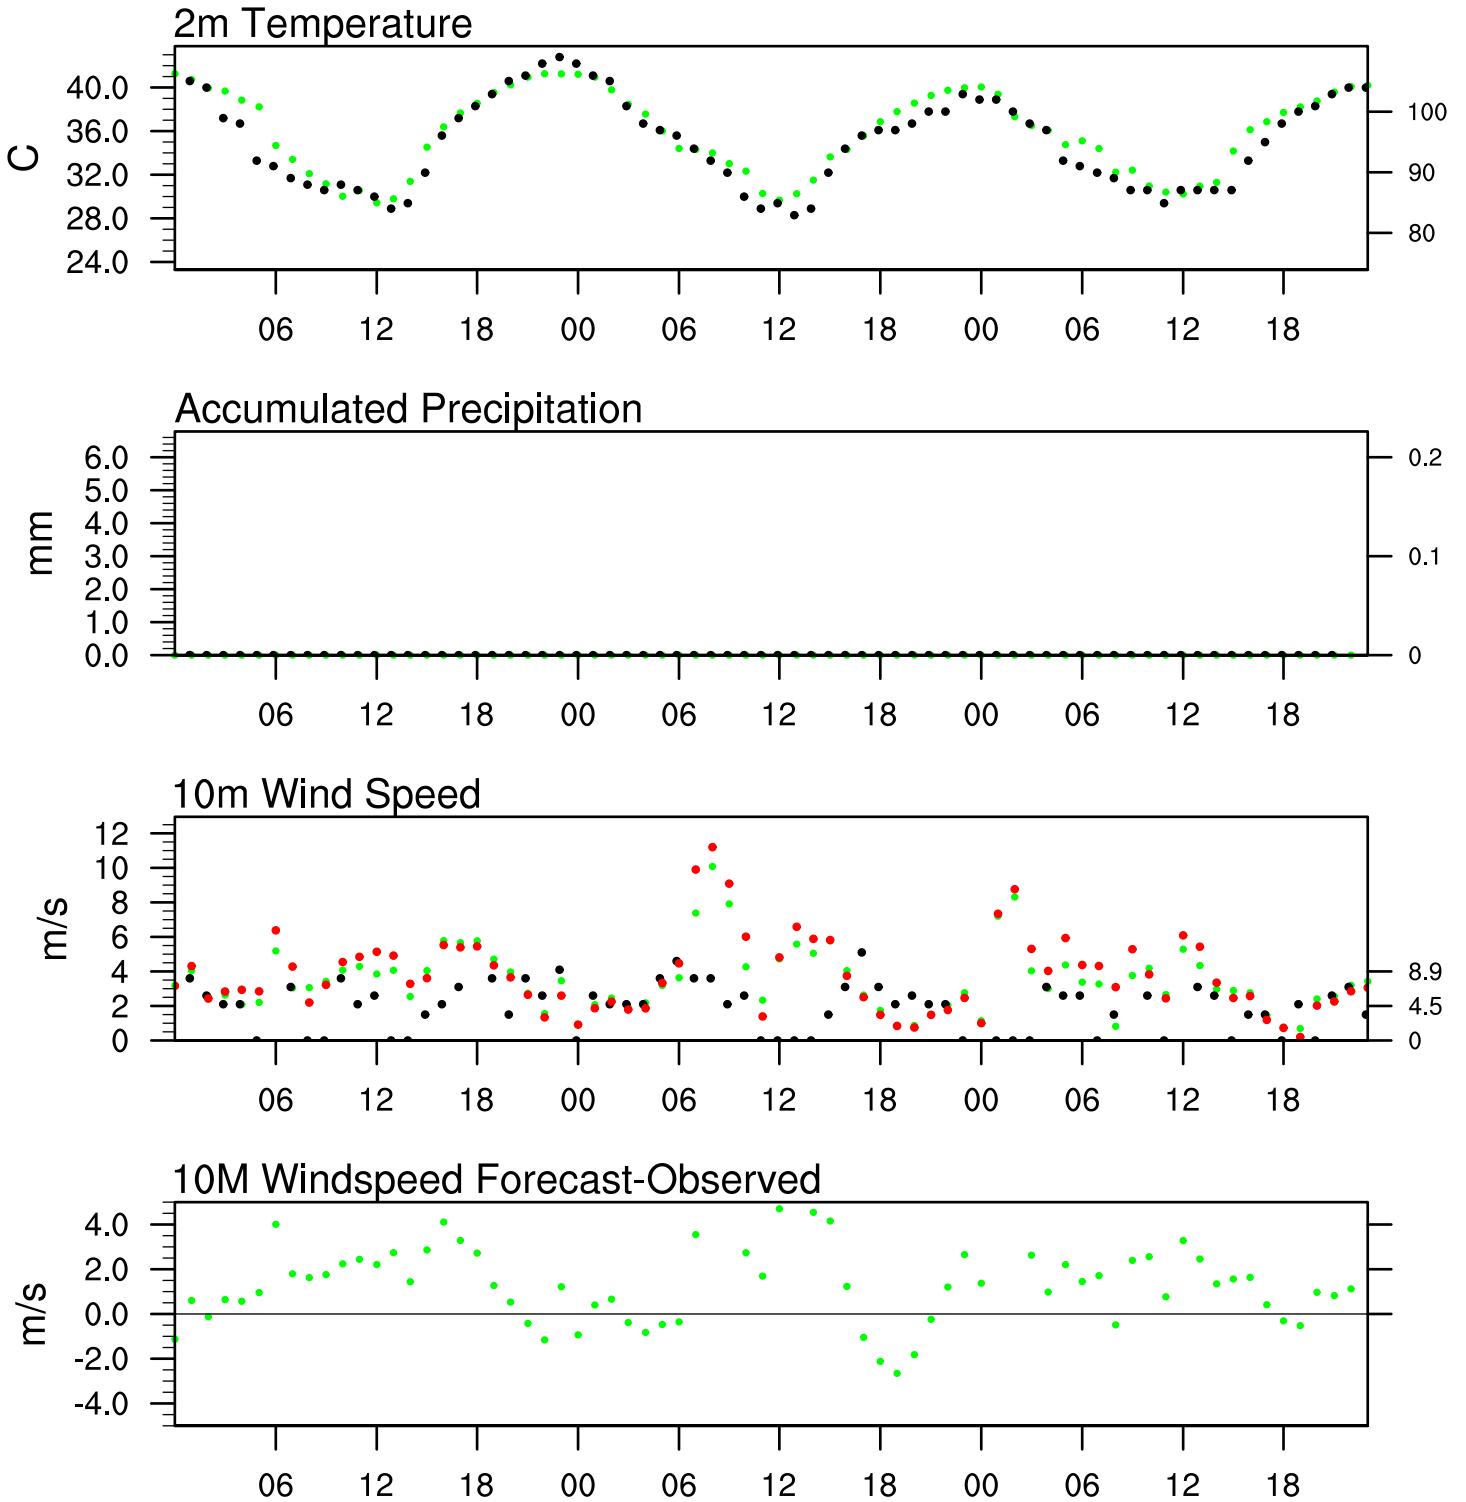 2m Temperature
40.0
36.0
32.0
28.0
24.0
C
100
90
80
06 12 18 00 06 12 18 00 06 12 18
Accumulated Precipitation
6.0
5.0
4.0
3.0
2.0
1.0
0.0
mm
0.2
0.1
0
06 12 18 00 06 12 18 00 06 12 18
10m Wind Speed
12
10
8
6
4
2
0
m/s
8.9
4.5
0
06 12 18 00 06 12 18 00 06 12 18
10M Windspeed Forecast-Observed
4.0
2.0
0.0
-2.0
-4.0
m/s
06 12 18 00 06 12 18 00 06 12 18